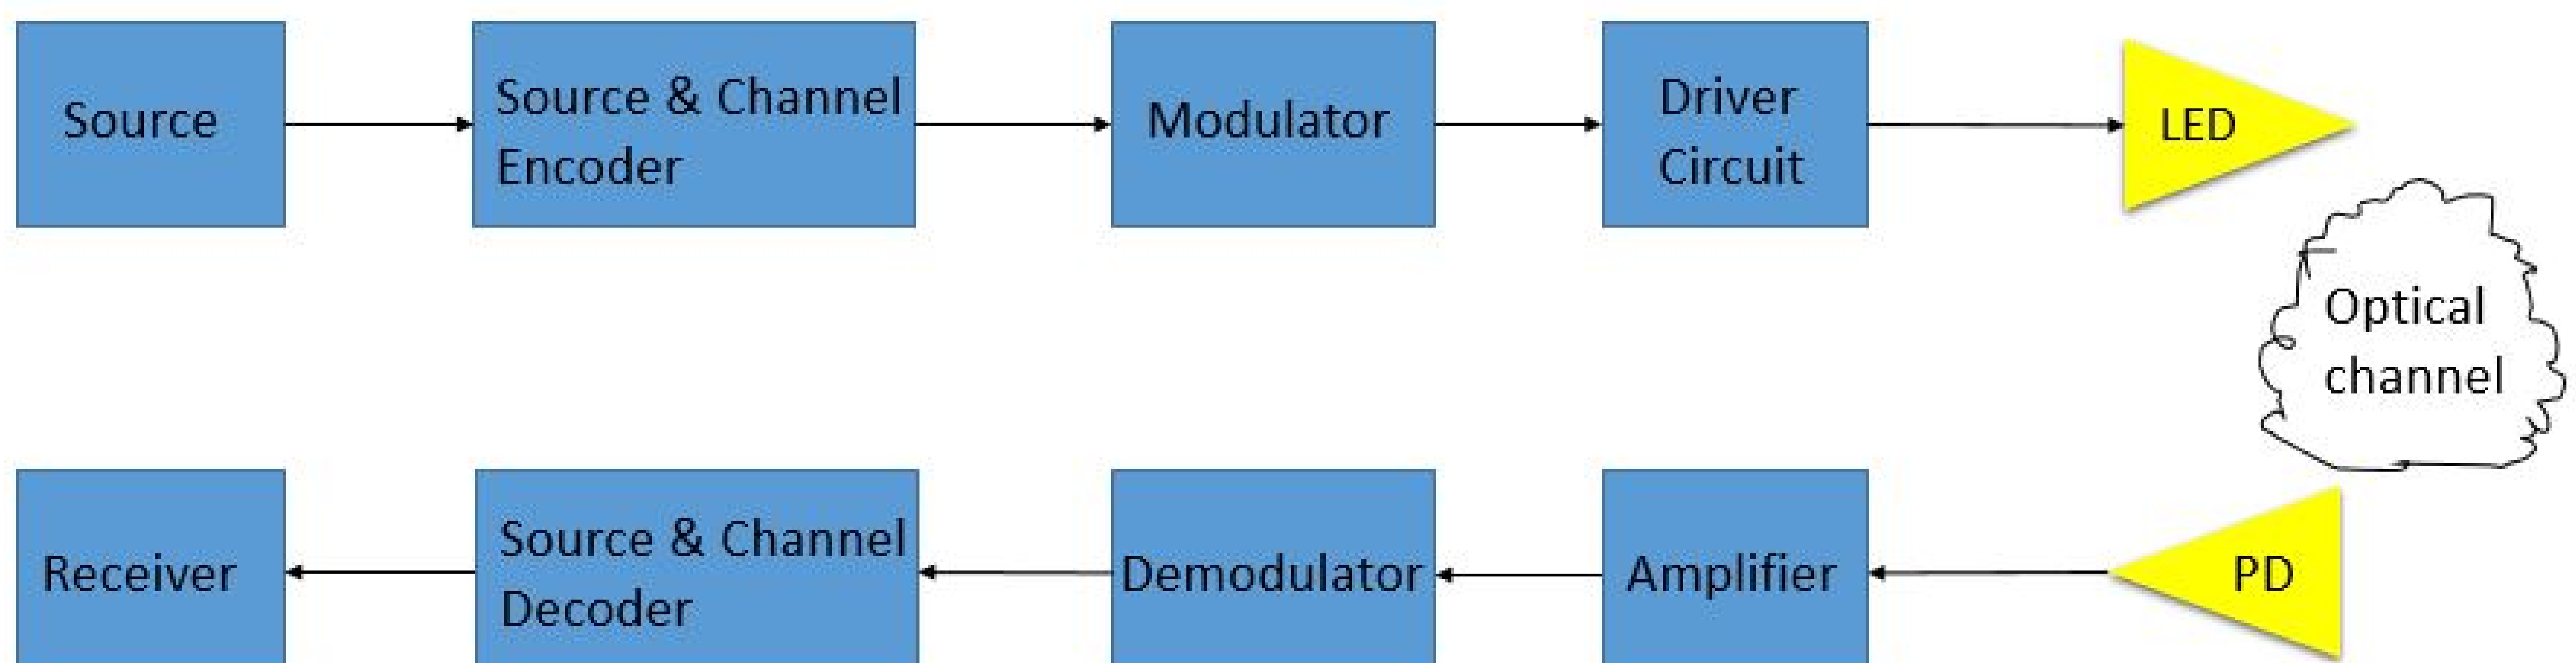 Source
Source & Channel
Encoder
Modulator
Driver
Circuit
LED
Optical
channel
Receiver
Source & Channel
Decoder
Demodulator
Amplifier
PD